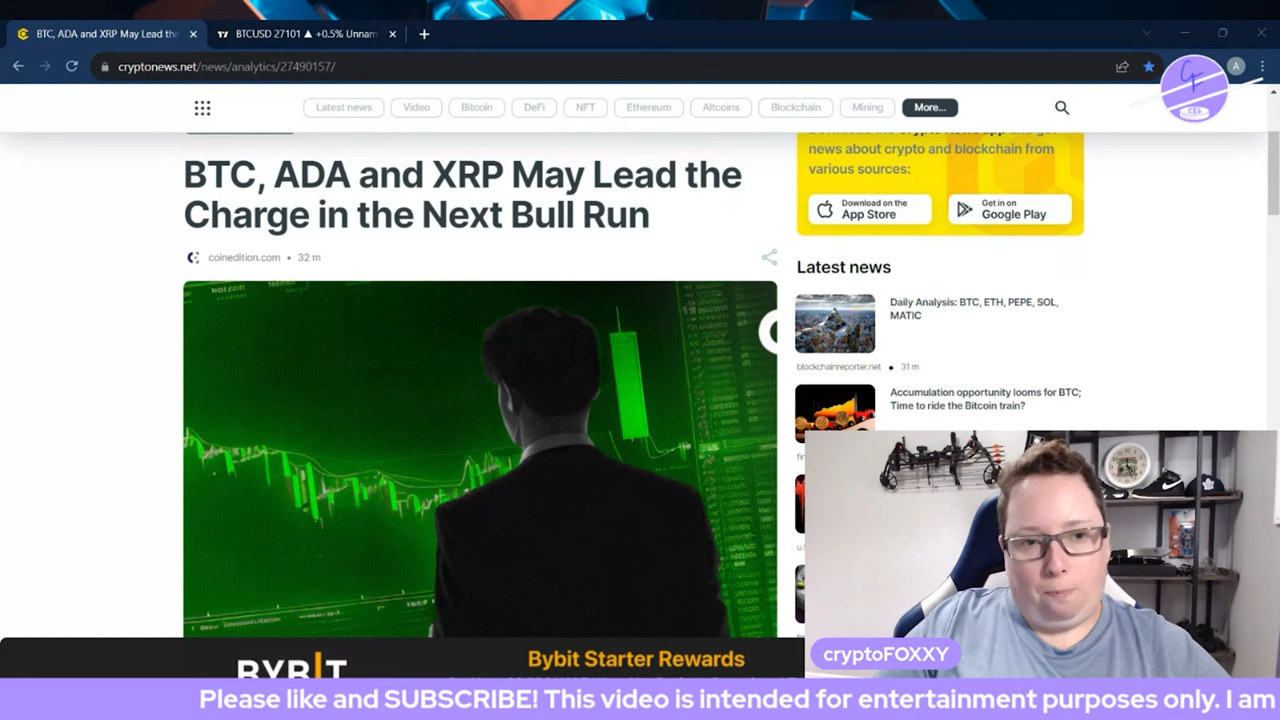 BTC, ADA and XRP May Lead the
BTCUSD 27101 ▲ +0.5% Unnam
cryptonews.net/news/analytics/27490157/
A
Latest news
Video
Bitcoin
DeFi
NFT
Ethereum
Altcoins
Blockchain
Mining
More...
news about crypto and blockchain from
various sources:
Download on the
App Store
Get it on
Google Play
BTC, ADA and XRP May Lead the
Charge in the Next Bull Run
coinedition.com • 32 m
Latest news
Daily Analysis: BTC, ETH, PEPE, SOL,
MATIC
blockchainreporter.net • 31 m
Accumulation opportunity looms for BTC;
Time to ride the Bitcoin train?
BYBIT
Bybit Starter Rewards
cryptoFOXXY
Please like and SUBSCRIBE! This video is intended for entertainment purposes only. I am